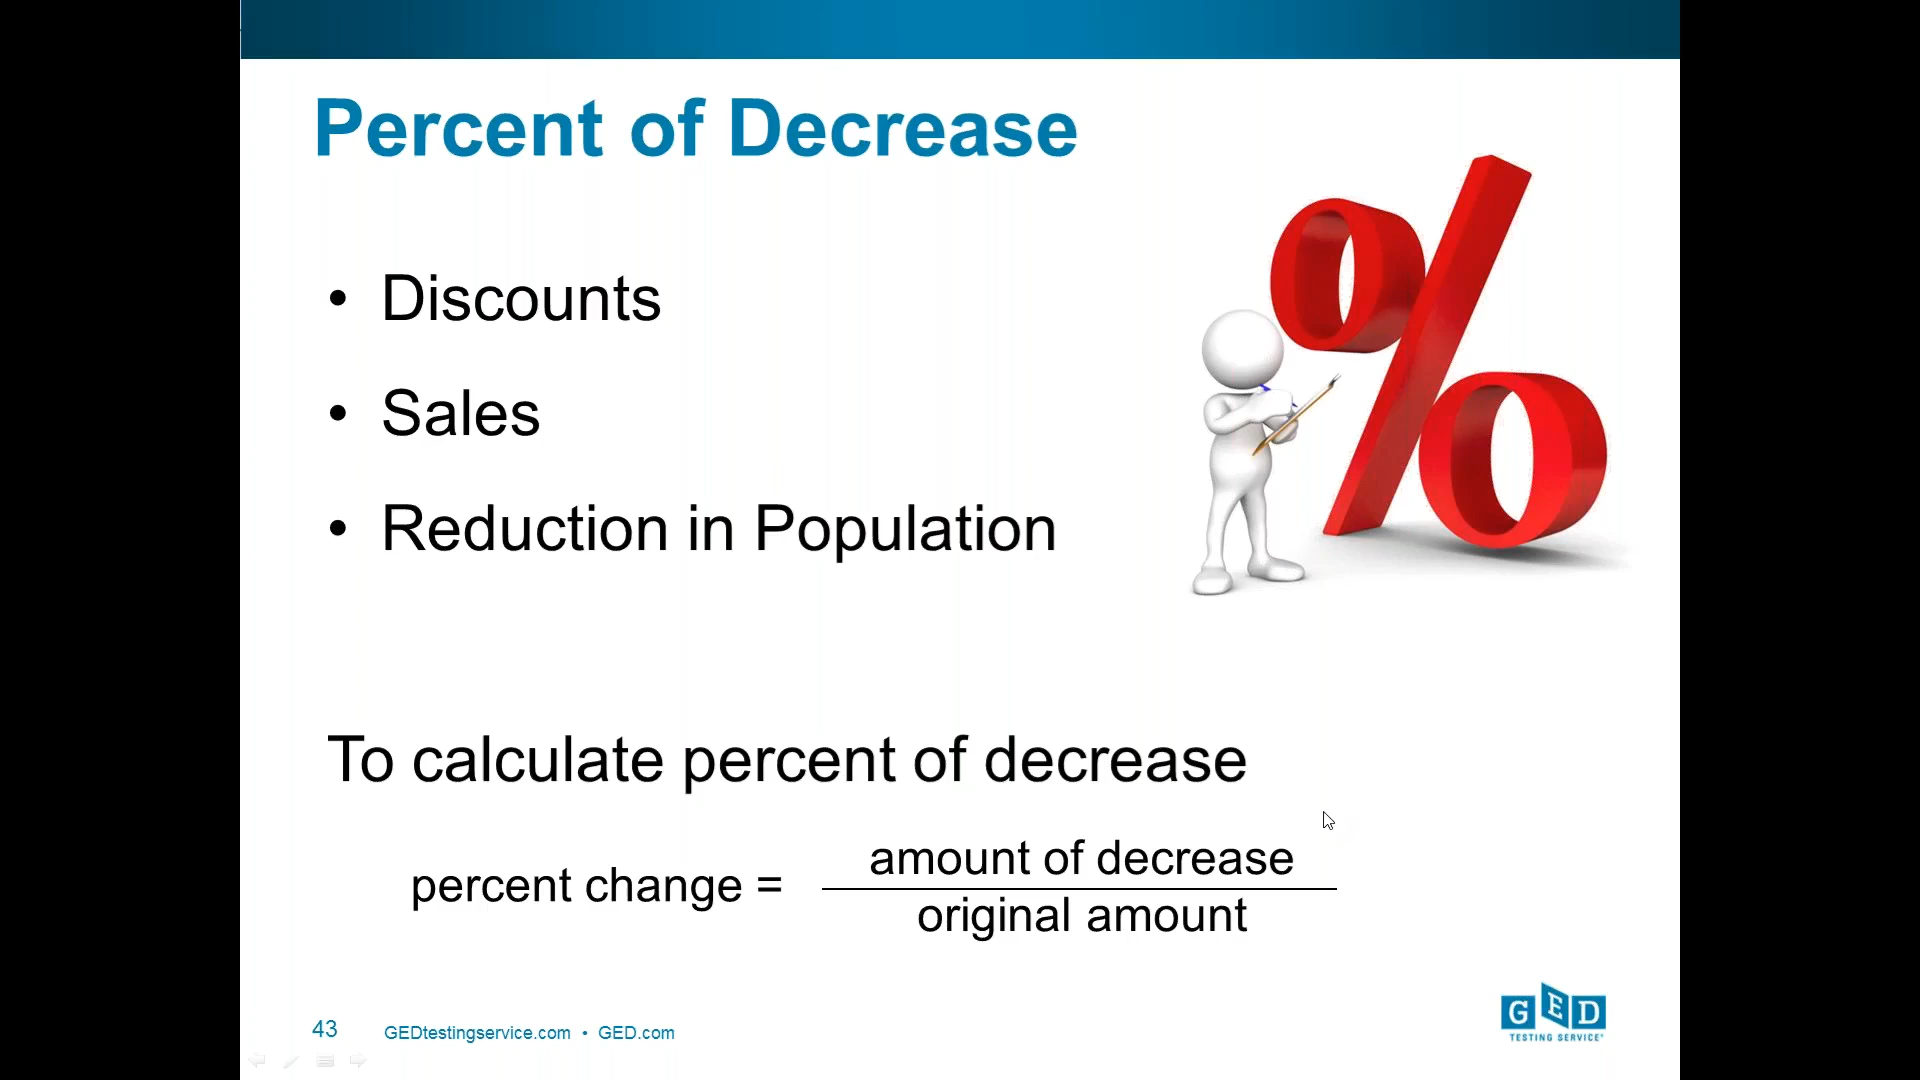 Percent of Decrease
• Discounts
• Sales
• Reduction in Population
%
To calculate percent of decrease
percent change =
amount of decrease
original amount
43
GEDtestingservice.com • GED.com
GED
TESTING SERVICE®